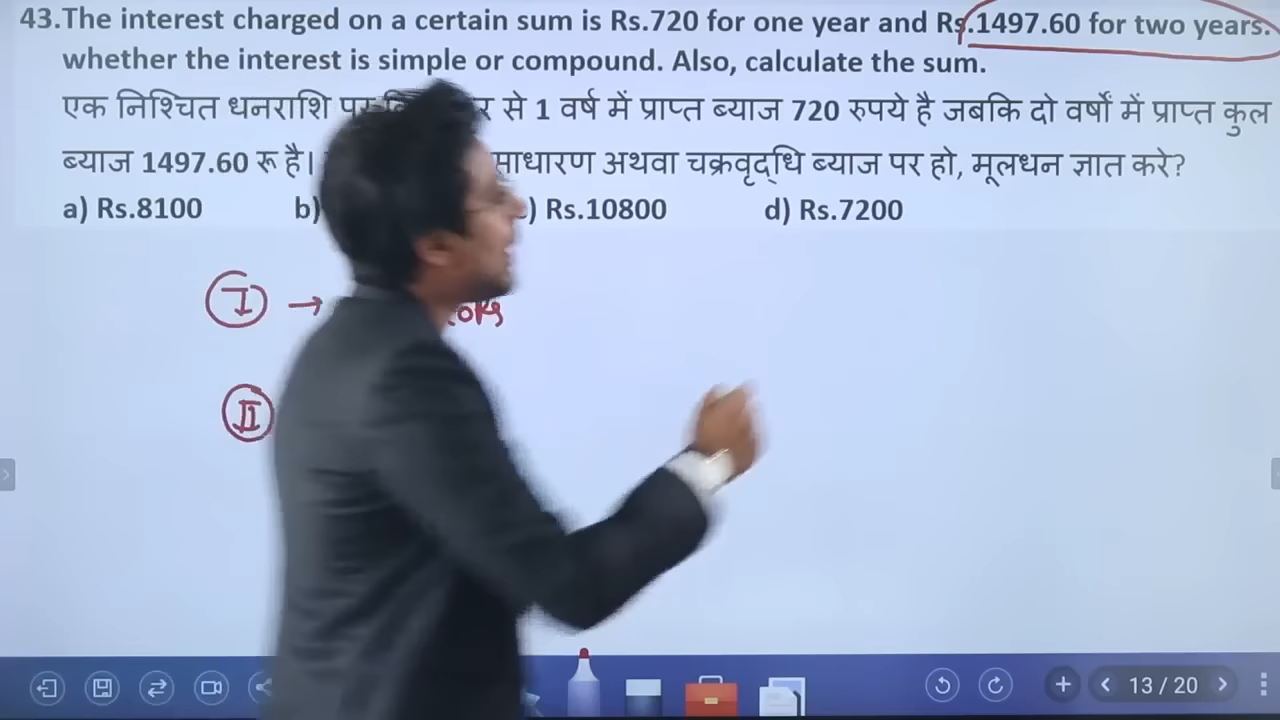 43.The interest charged on a certain sum is Rs.720 for one year and Rs.1497.60 for two years.
whether the interest is simple or compound. Also, calculate the sum.
एक निश्चित धनराशि पर से 1 वर्ष में प्राप्त ब्याज 720 रुपये है जबकि दो वर्षों में प्राप्त कुल
ब्याज 1497.60 रू है। साधारण अथवा चक्रवृद्धि ब्याज पर हो, मूलधन ज्ञात करे?
a) Rs.8100 b) Rs.10800 d) Rs.7200
I →
II
13 / 20